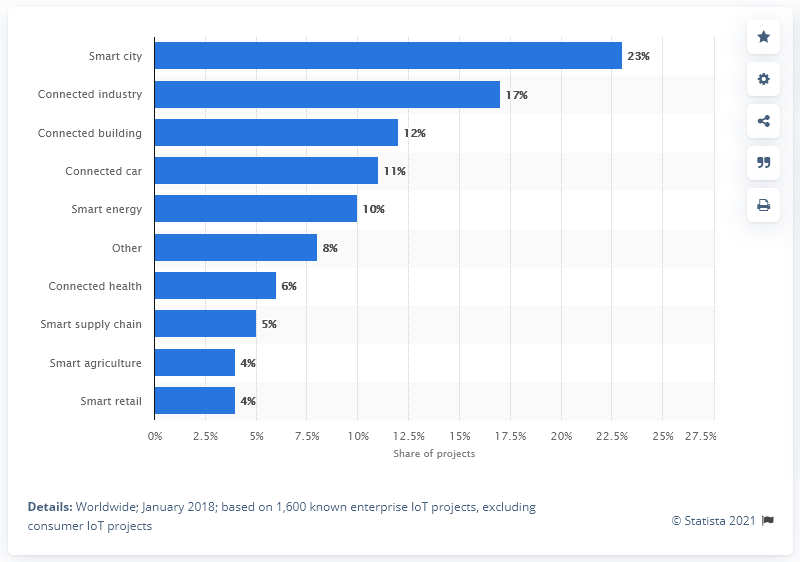 Smart city 23%
Connected industry 17%
Connected building 12%
Connected car 11%
Smart energy 10%
Other 8%
Connected health 6%
Smart supply chain 5%
Smart agriculture 4%
Smart retail 4%
0% 2.5% 5% 7.5% 10% 12.5% 15% 17.5% 20% 22.5% 25% 27.5%
Share of projects
Details: Worldwide; January 2018; based on 1,600 known enterprise IoT projects, excluding
consumer IoT projects
© Statista 2021